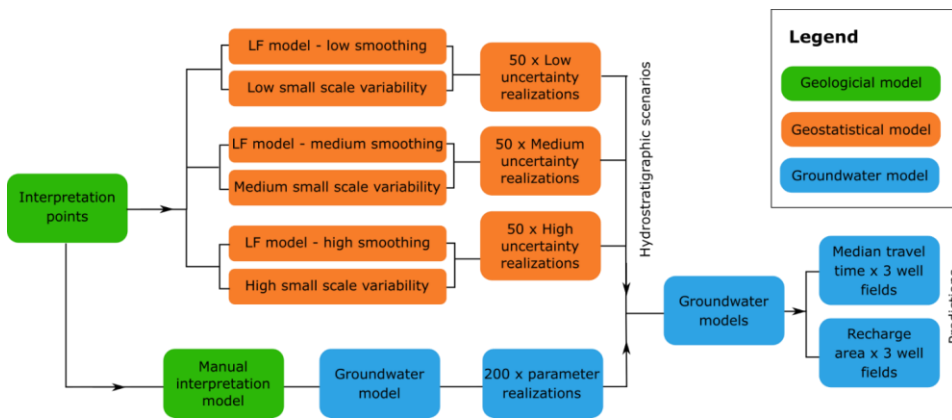 LF model - low smoothing
Low small scale variability
50 x Low
uncertainty
realizations
LF model - medium smoothing
Medium small scale variability
50 x Medium
uncertainty
realizations
LF model - high smoothing
High small scale variability
50 x High
uncertainty
realizations
Hydrostratigraphic scenarios
Interpretation
points
Manual
interpretation
model
Groundwater
model
200 x parameter
realizations
Groundwater
models
Median travel
time x 3 well
fields
Recharge
area x 3 well
fields
Predictions
Legend
Geologicial model
Geostatistical model
Groundwater model